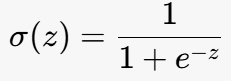 σ(z) = 1 / (1 + e^{-z})